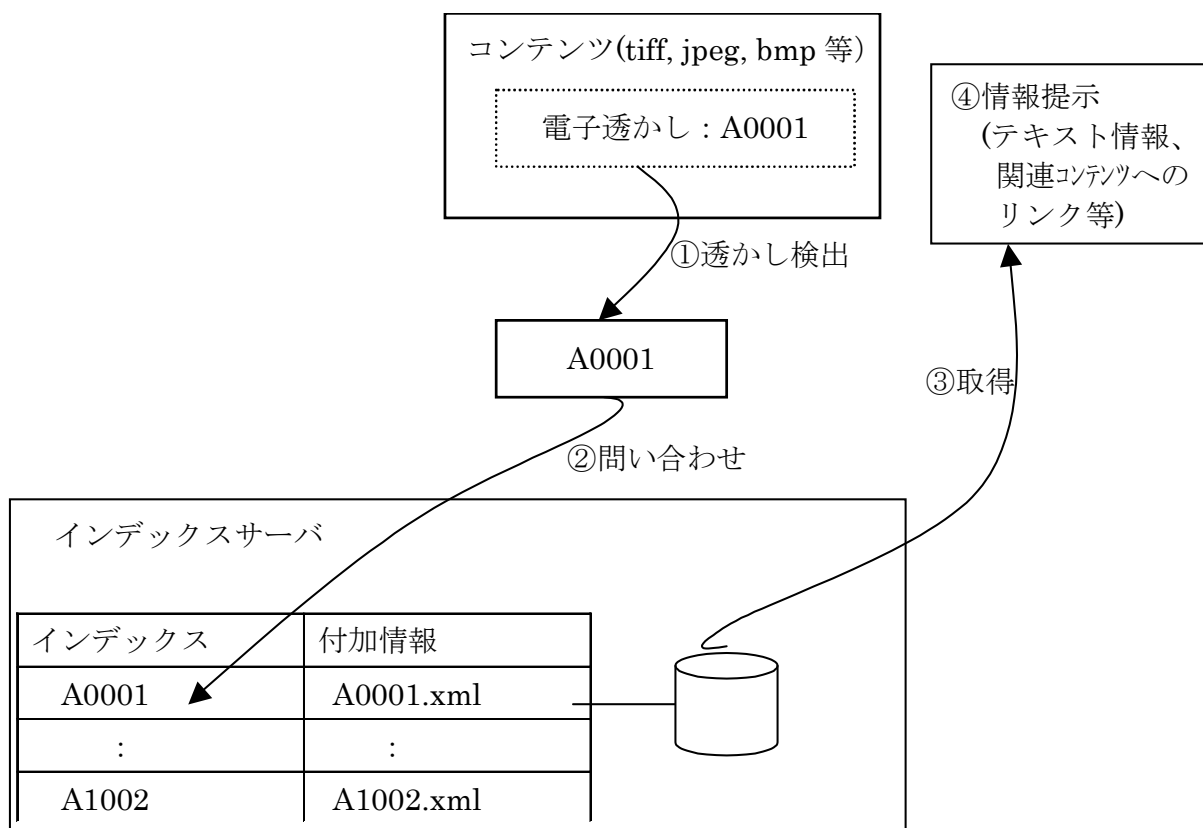 コンテンツ(tiff, jpeg, bmp 等)
電子透かし：A0001
①透かし検出
A0001
②問い合わせ
③取得
④情報提示
(テキスト情報、
関連ｺﾝﾃﾝﾂへの
リンク等)
インデックスサーバ
インデックス 付加情報
A0001 A0001.xml
: :
A1002 A1002.xml